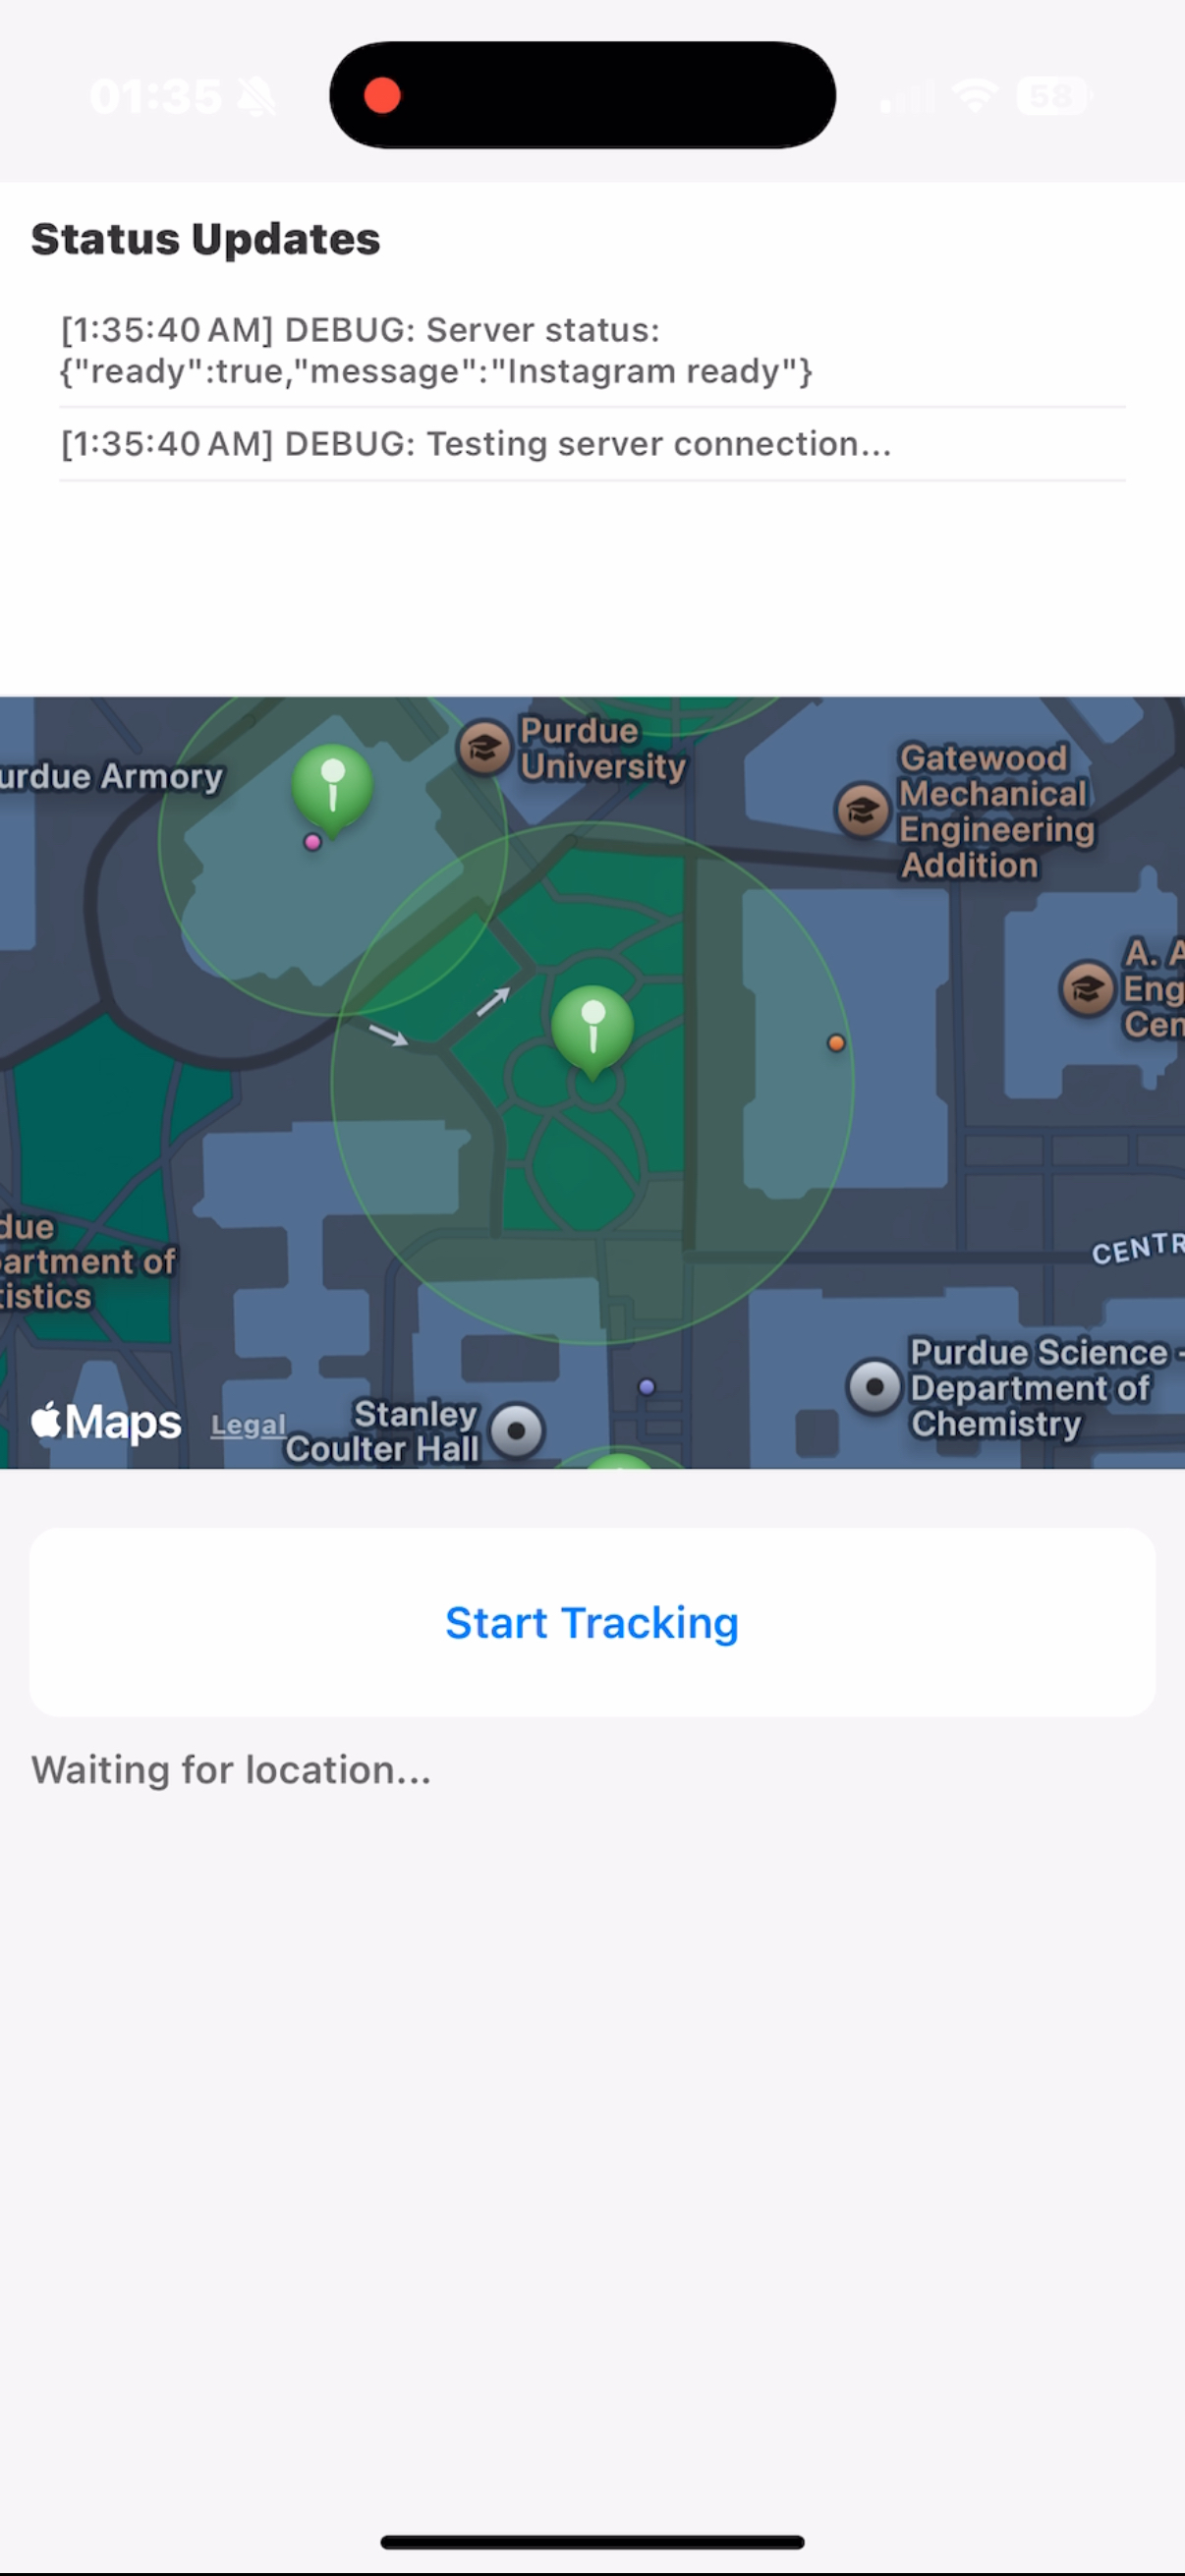 01:35
58
Status Updates
[1:35:40 AM] DEBUG: Server status:
{"ready":true,"message":"Instagram ready"}
[1:35:40 AM] DEBUG: Testing server connection...
Purdue
University
urdue Armory
Gatewood
Mechanical
Engineering
Addition
A. A
Eng
Cen
due
partment of
tistics
CENTR
Purdue Science -
Department of
Chemistry
Stanley
Coulter Hall
Maps
Legal
Start Tracking
Waiting for location...